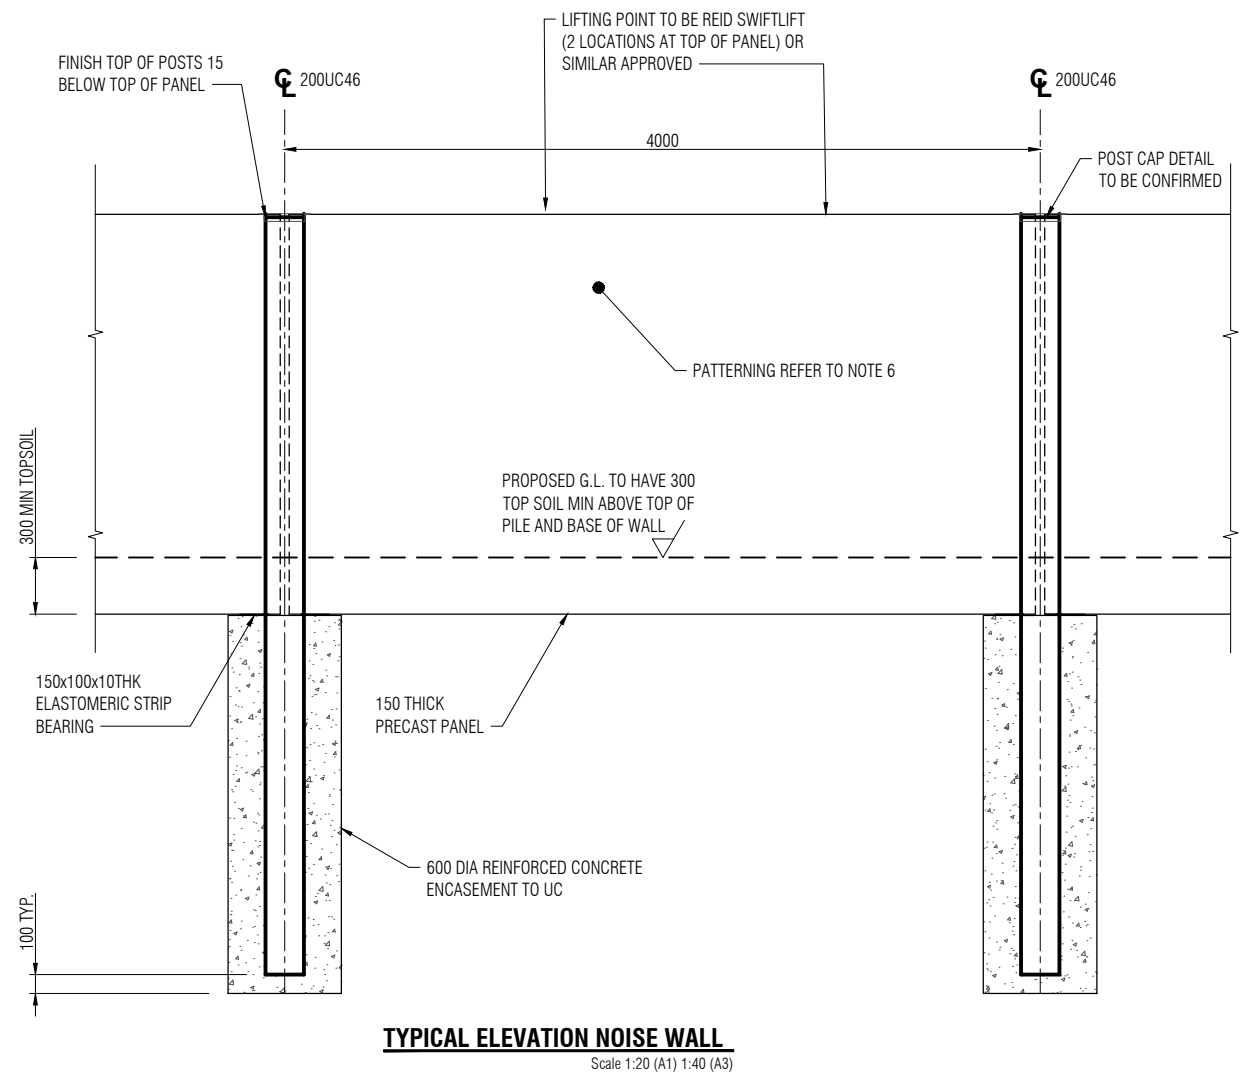 LIFTING POINT TO BE REID SWIFTLIFT
(2 LOCATIONS AT TOP OF PANEL) OR
SIMILAR APPROVED
FINISH TOP OF POSTS 15
BELOW TOP OF PANEL
CL 200UC46
CL 200UC46
4000
POST CAP DETAIL
TO BE CONFIRMED
PATTERNING REFER TO NOTE 6
300 MIN TOPSOIL
PROPOSED G.L. TO HAVE 300
TOP SOIL MIN ABOVE TOP OF
PILE AND BASE OF WALL
150x100x10THK
ELASTOMERIC STRIP
BEARING
150 THICK
PRECAST PANEL
600 DIA REINFORCED CONCRETE
ENCASEMENT TO UC
100 TYP.
TYPICAL ELEVATION NOISE WALL
Scale 1:20 (A1) 1:40 (A3)